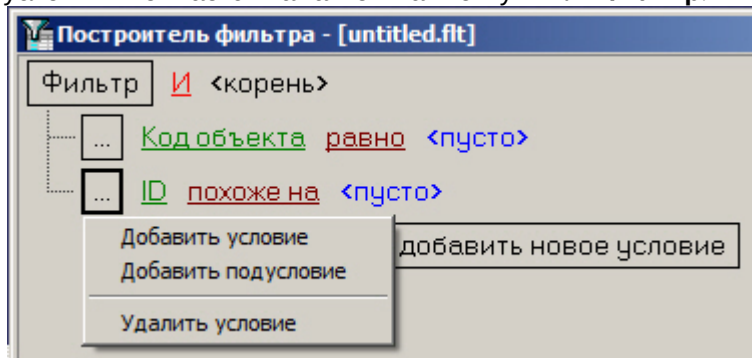 Построитель фильтра - [untitled.flt]
Фильтр И <корень>
... Код объекта равно <пусто>
... ID похоже на <пусто>
добавить новое условие
Добавить условие
Добавить подусловие
Удалить условие